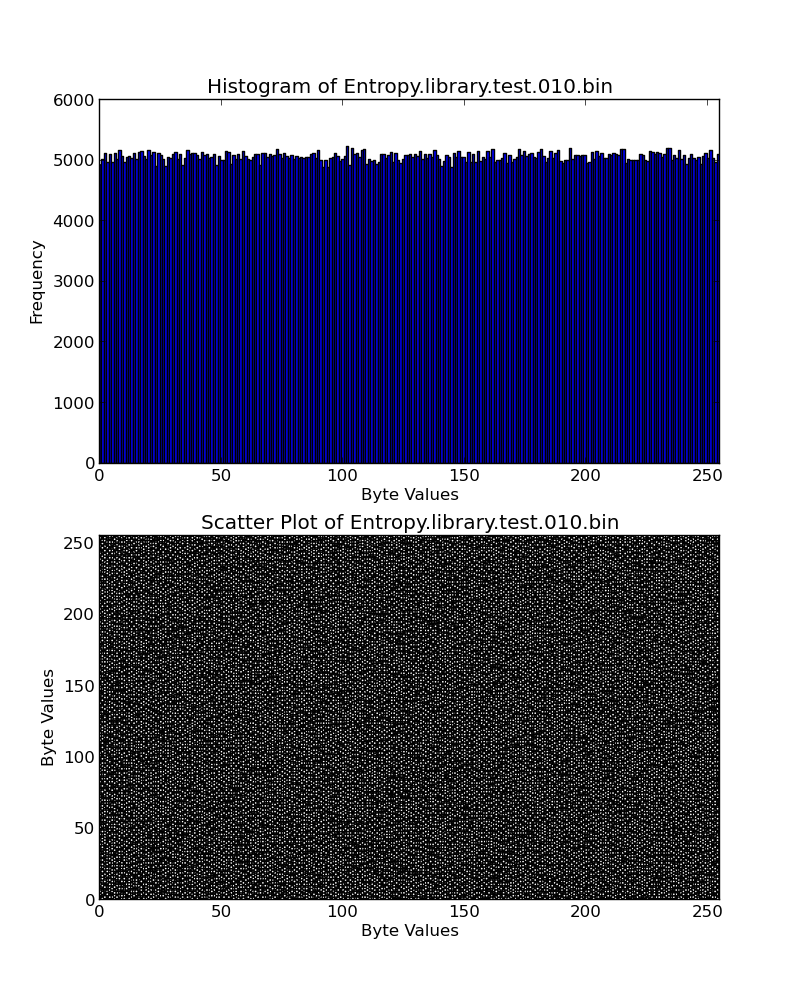 Histogram of Entropy.library.test.010.bin
6000
5000
4000
3000
2000
1000
0
Frequency
0 50 100 150 200 250
Byte Values
Scatter Plot of Entropy.library.test.010.bin
250
200
150
100
50
0
Byte Values
0 50 100 150 200 250
Byte Values